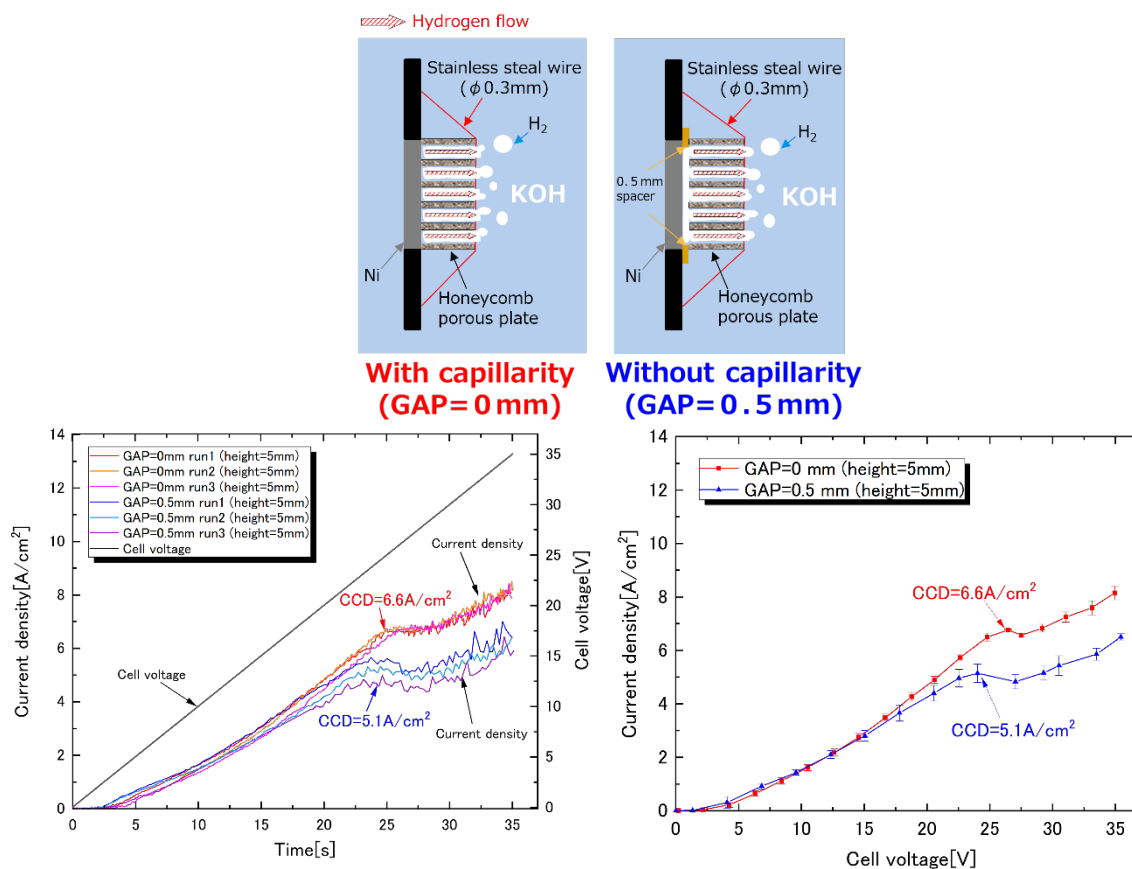 Hydrogen flow
Stainless steal wire
(φ0.3mm)
H2
KOH
Ni
Honeycomb
porous plate
With capillarity
(GAP=0mm)
Stainless steal wire
(φ0.3mm)
H2
0.5mm
spacer
KOH
Ni
Honeycomb
porous plate
Without capillarity
(GAP=0.5mm)
14
12
10
8
6
4
2
0
Current density[A/cm²]
GAP=0mm run1 (height=5mm)
GAP=0mm run2 (height=5mm)
GAP=0mm run3 (height=5mm)
GAP=0.5mm run1 (height=5mm)
GAP=0.5mm run2 (height=5mm)
GAP=0.5mm run3 (height=5mm)
Cell voltage
Current density
CCD=6.6A/cm²
Cell voltage
CCD=5.1A/cm²
Current density
35
30
25
20
15
10
5
0
Cell voltage[V]
0 5 10 15 20 25 30 35
Time[s]
14
12
10
8
6
4
2
0
Current density[A/cm²]
GAP=0 mm (height=5mm)
GAP=0.5 mm (height=5mm)
CCD=6.6A/cm²
CCD=5.1A/cm²
0 5 10 15 20 25 30 35
Cell voltage[V]